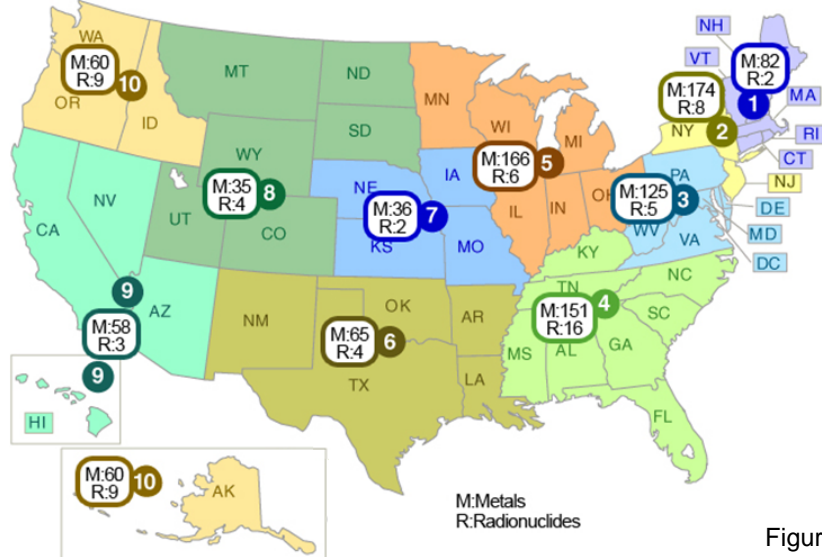 NH
WA
VT
M:60
R:9
10
M:82
R:2
1
MT
ND
MN
M:174
R:8
2
MA
OR
ID
WI
MI
NY
RI
SD
M:166
R:6
5
CT
WY
IA
PA
NJ
M:35
R:4
8
NE
M:36
R:2
7
OH
M:125
R:5
3
NV
UT
IL
IN
DE
CA
CO
KS
MO
WV
VA
MD
KY
DC
9
AZ
TN
NC
M:58
R:3
NM
OK
AR
M:151
R:16
4
SC
M:65
R:4
6
MS
AL
GA
9
TX
LA
HI
FL
M:60
R:9
10
AK
M:Metals
R:Radionuclides
Figur